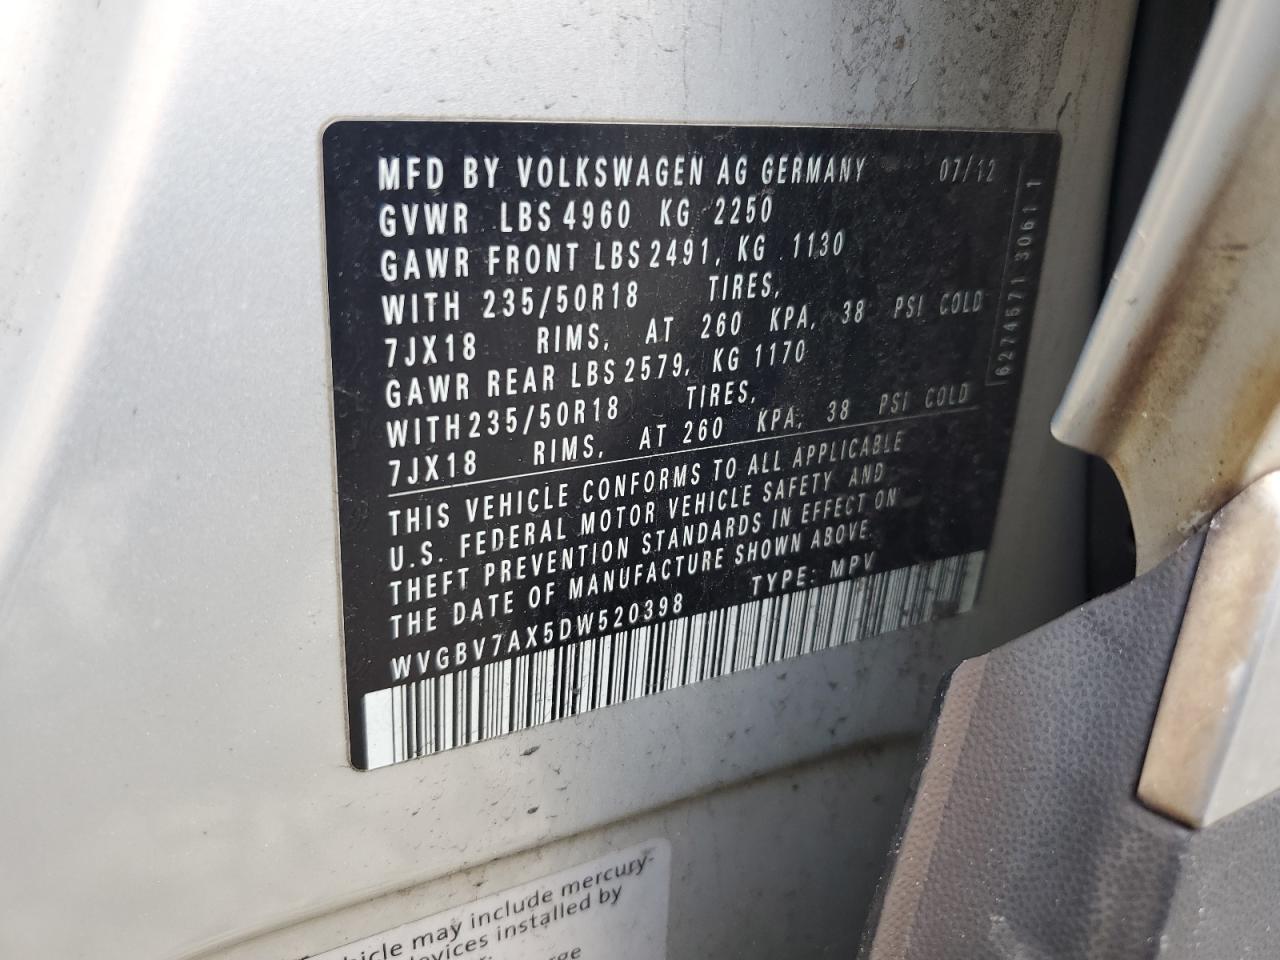 MFD BY VOLKSWAGEN AG GERMANY 07/12
GVWR LBS 4960 KG 2250
GAWR FRONT LBS 2491, KG 1130
WITH 235/50R18 TIRES,
7JX18 RIMS, AT 260 KPA, 38 PSI COLD
GAWR REAR LBS 2579, KG 1170
WITH 235/50R18 TIRES,
7JX18 RIMS, AT 260 KPA, 38 PSI COLD
THIS VEHICLE CONFORMS TO ALL APPLICABLE
U.S. FEDERAL MOTOR VEHICLE SAFETY AND
THEFT PREVENTION STANDARDS IN EFFECT ON
THE DATE OF MANUFACTURE SHOWN ABOVE.
WVGBV7AX5DW520398 TYPE: MPV
may include mercury-
installed by